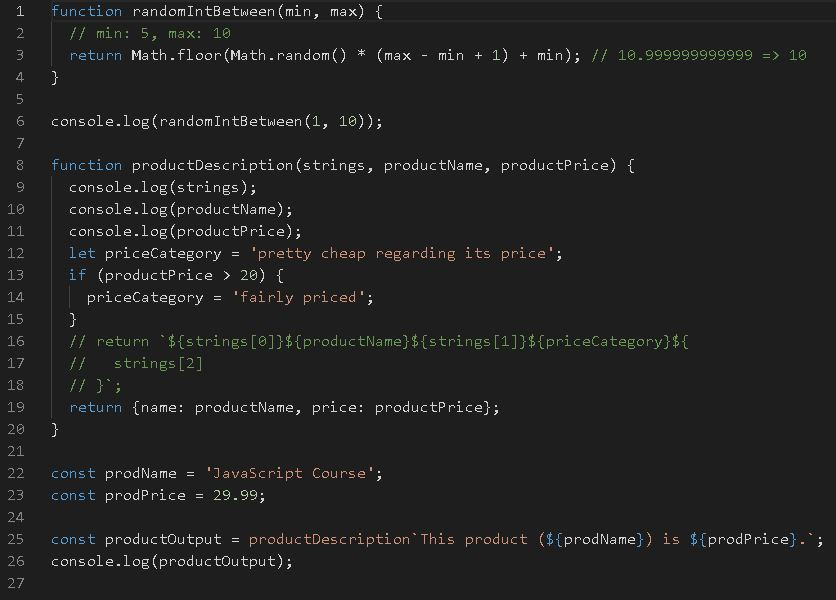 1 function randomIntBetween(min, max) {
2   // min: 5, max: 10
3   return Math.floor(Math.random() * (max - min + 1) + min); // 10.999999999999 => 10
4 }
5
6 console.log(randomIntBetween(1, 10));
7
8 function productDescription(strings, productName, productPrice) {
9   console.log(strings);
10   console.log(productName);
11   console.log(productPrice);
12   let priceCategory = 'pretty cheap regarding its price';
13   if (productPrice > 20) {
14     priceCategory = 'fairly priced';
15   }
16   // return `${strings[0]}${productName}${strings[1]}${priceCategory}${
17   //   strings[2]
18   // }`;
19   return {name: productName, price: productPrice};
20 }
21
22 const prodName = 'JavaScript Course';
23 const prodPrice = 29.99;
24
25 const productOutput = productDescription`This product (${prodName}) is ${prodPrice}.`;
26 console.log(productOutput);
27